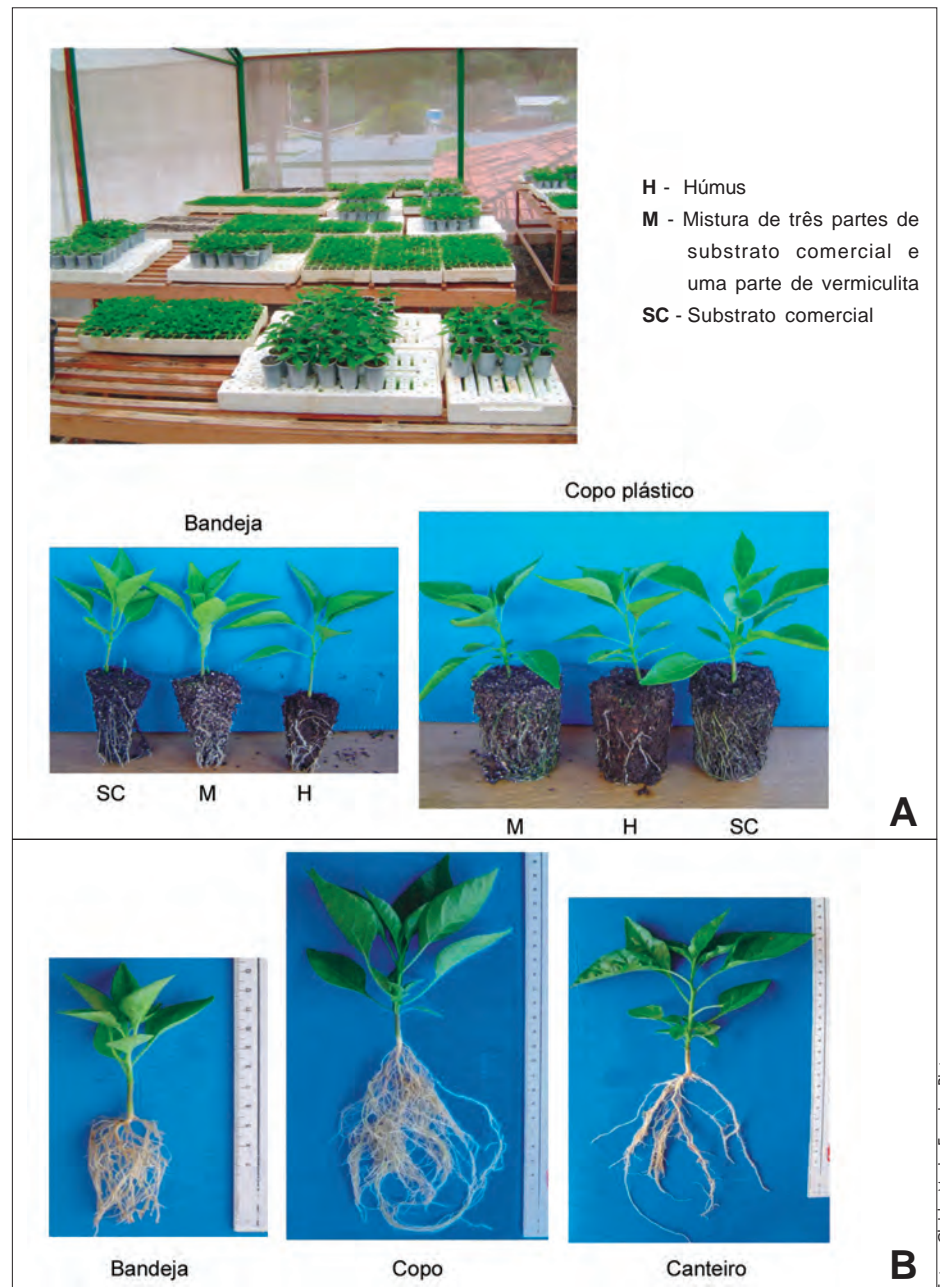 H - Húmus
M - Mistura de três partes de
substrato comercial e
uma parte de vermiculita
SC - Substrato comercial
Bandeja
Copo plástico
SC M H
M H SC
A
Bandeja
Copo
Canteiro
B